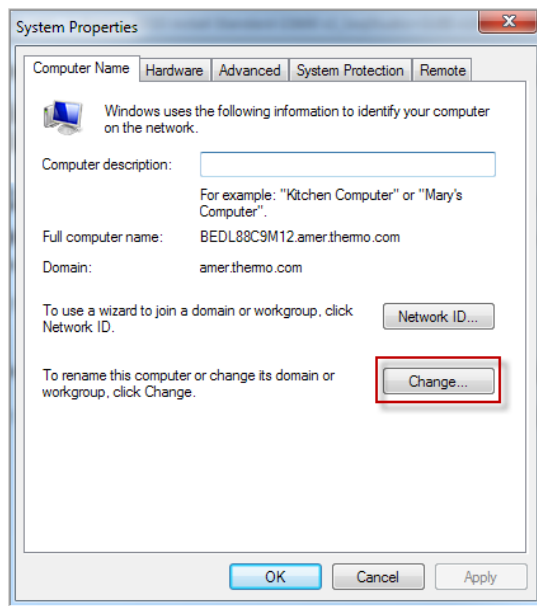 System Properties
Computer Name Hardware Advanced System Protection Remote
Windows uses the following information to identify your computer
on the network.
Computer description:
For example: "Kitchen Computer" or "Mary's
Computer".
Full computer name: BEDL88C9M12.amer.thermo.com
Domain: amer.thermo.com
To use a wizard to join a domain or workgroup, click
Network ID.
Network ID...
To rename this computer or change its domain or
workgroup, click Change.
Change...
OK Cancel Apply